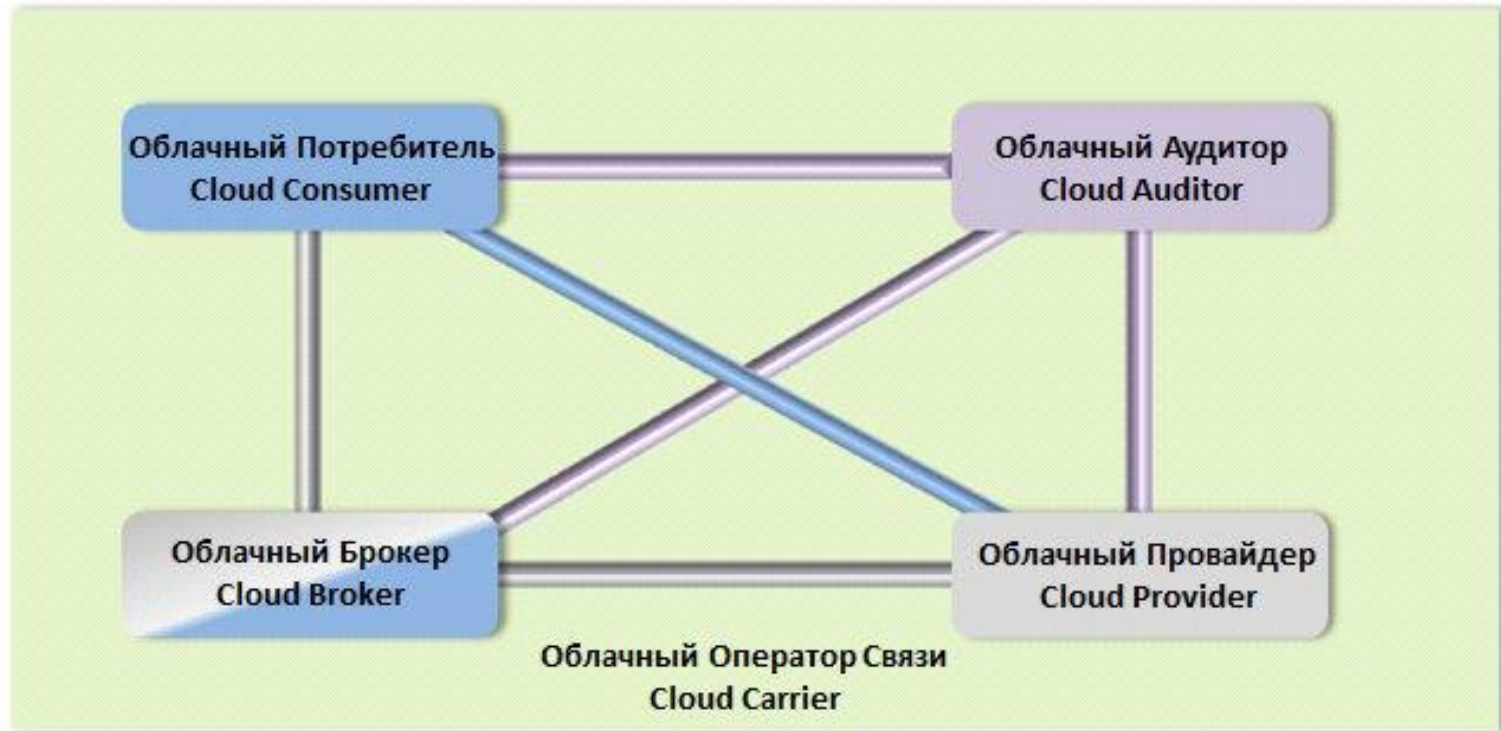 Облачный Потребитель
Cloud Consumer
Облачный Аудитор
Cloud Auditor
Облачный Брокер
Cloud Broker
Облачный Провайдер
Cloud Provider
Облачный Оператор Связи
Cloud Carrier